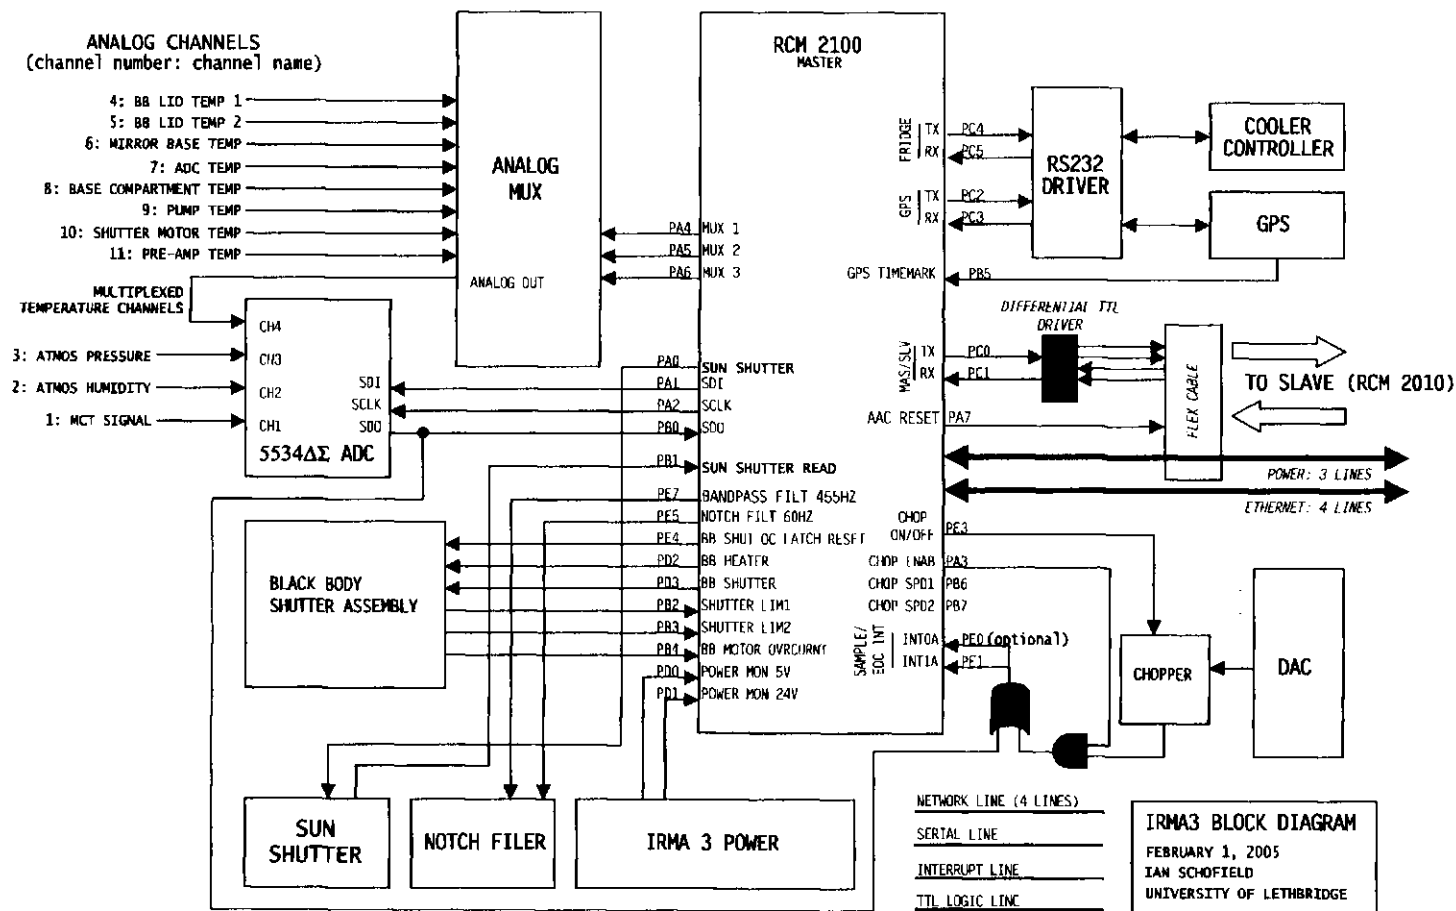 ANALOG CHANNELS
(channel number: channel name)
4: BB LID TEMP 1
5: BB LID TEMP 2
6: MIRROR BASE TEMP
7: ADC TEMP
8: BASE COMPARTMENT TEMP
9: PUMP TEMP
10: SHUTTER MOTOR TEMP
11: PRE-AMP TEMP
MULTIPLEXED
TEMPERATURE CHANNELS
3: ATMOS PRESSURE
2: ATMOS HUMIDITY
1: MCT SIGNAL
ANALOG
MUX
ANALOG OUT
CH4
CH3
CH2
CH1
SDI
SCLK
SDO
5534ΔΣ ADC
RCM 2100
MASTER
PA4 MUX 1
PA5 MUX 2
PA6 MUX 3
PA0 SUN SHUTTER
PA1 SDI
PA2 SCLK
PB0 SDO
PB1 SUN SHUTTER READ
PE7 BANDPASS FILT 455HZ
PE5 NOTCH FILT 60HZ
PE4 BB SHUT OC LATCH RESET
PD2 BB HEATER
PD3 BB SHUTTER
PB2 SHUTTER LIM1
PB3 SHUTTER LIM2
PB4 BB MOTOR OVRCURNT
PD0 POWER MON 5V
PD1 POWER MON 24V
BLACK BODY
SHUTTER ASSEMBLY
FRIDGE
TX PC4
RX PC5
GPS
TX PC2
RX PC3
GPS TIMEMARK PB5
MAS/SLV
TX PC0
RX PC1
AAC RESET PA7
CHOP
ON/OFF PE3
CHOP ENAB PA3
CHOP SPD1 PB6
CHOP SPD2 PB7
SAMPLE/
EOC INT
INT0A PE0 (optional)
INT1A PE1
RS232
DRIVER
COOLER
CONTROLLER
GPS
DIFFERENTIAL TTL
DRIVER
FLEX CABLE
TO SLAVE (RCM 2010)
POWER: 3 LINES
ETHERNET: 4 LINES
CHOPPER
DAC
SUN
SHUTTER
NOTCH FILER
IRMA 3 POWER
NETWORK LINE (4 LINES)
SERIAL LINE
INTERRUPT LINE
TTL LOGIC LINE
IRMA3 BLOCK DIAGRAM
FEBRUARY 1, 2005
IAN SCHOFIELD
UNIVERSITY OF LETHBRIDGE